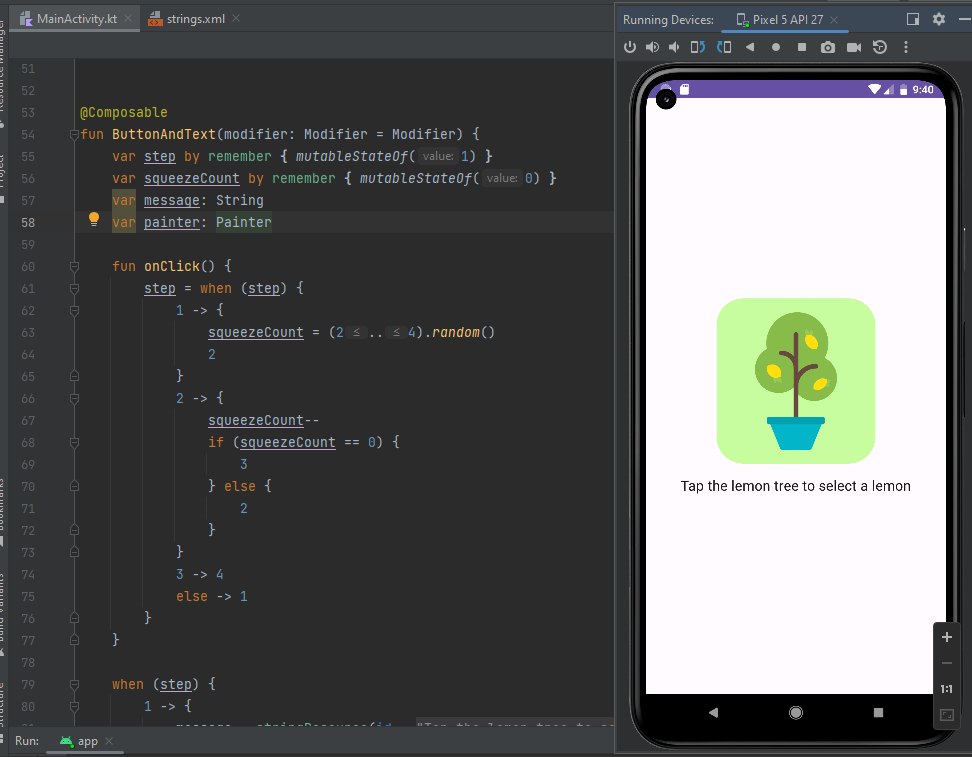 MainActivity.kt strings.xml
Running Devices: Pixel 5 API 27
51
52
53 @Composable
54 fun ButtonAndText(modifier: Modifier = Modifier) {
55 var step by remember { mutableStateOf( value: 1) }
56 var squeezeCount by remember { mutableStateOf( value: 0) }
57 var message: String
58 var painter: Painter
59
60 fun onClick() {
61 step = when (step) {
62 1 -> {
63 squeezeCount = (2 ≤ .. ≤ 4).random()
64 2
65 }
66 2 -> {
67 squeezeCount--
68 if (squeezeCount == 0) {
69 3
70 } else {
71 2
72 }
73 }
74 3 -> 4
75 else -> 1
76 }
77 }
78
79 when (step) {
80 1 -> {
9:40
Tap the lemon tree to select a lemon
1:1
Project
Run: app